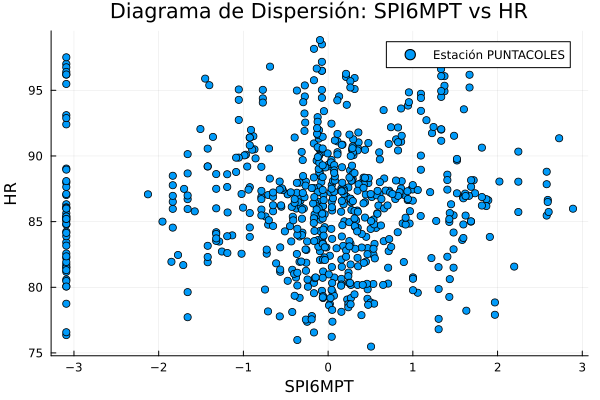 Diagrama de Dispersión: SPI6MPT vs HR
Estación PUNTACOLES
HR
95
90
85
80
75
−3 −2 −1 0 1 2 3
SPI6MPT